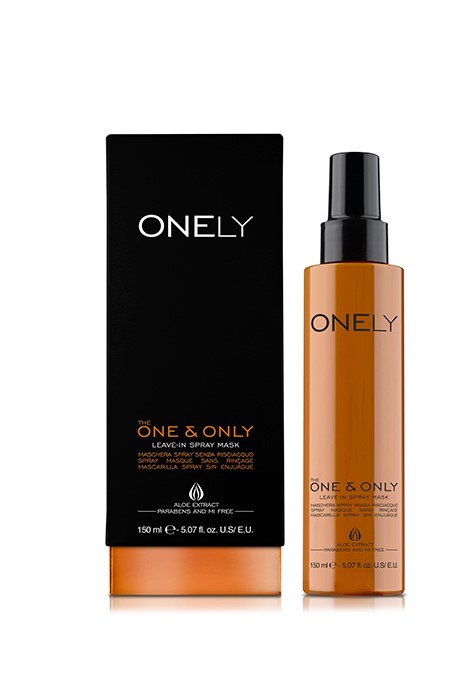 ONELY
THE
ONE & ONLY
LEAVE-IN SPRAY MASK
MASCHERA SPRAY SENZA RISCIACQUO
SPRAY MASQUE SANS RINÇAGE
MASCARILLA SPRAY SIN ENJUAGUE
ALOE EXTRACT
PARABENS AND MI FREE
150 ml e - 5.07 fl. oz. U.S/ E.U.
ONELY
THE
ONE & ONLY
LEAVE-IN SPRAY MASK
MASCHERA SPRAY SENZA RISCIACQUO
SPRAY MASQUE SANS RINÇAGE
MASCARILLA SPRAY SIN ENJUAGUE
ALOE EXTRACT
PARABENS AND MI FREE
150 ml e - 5.07 fl. oz. U.S/ E.U.